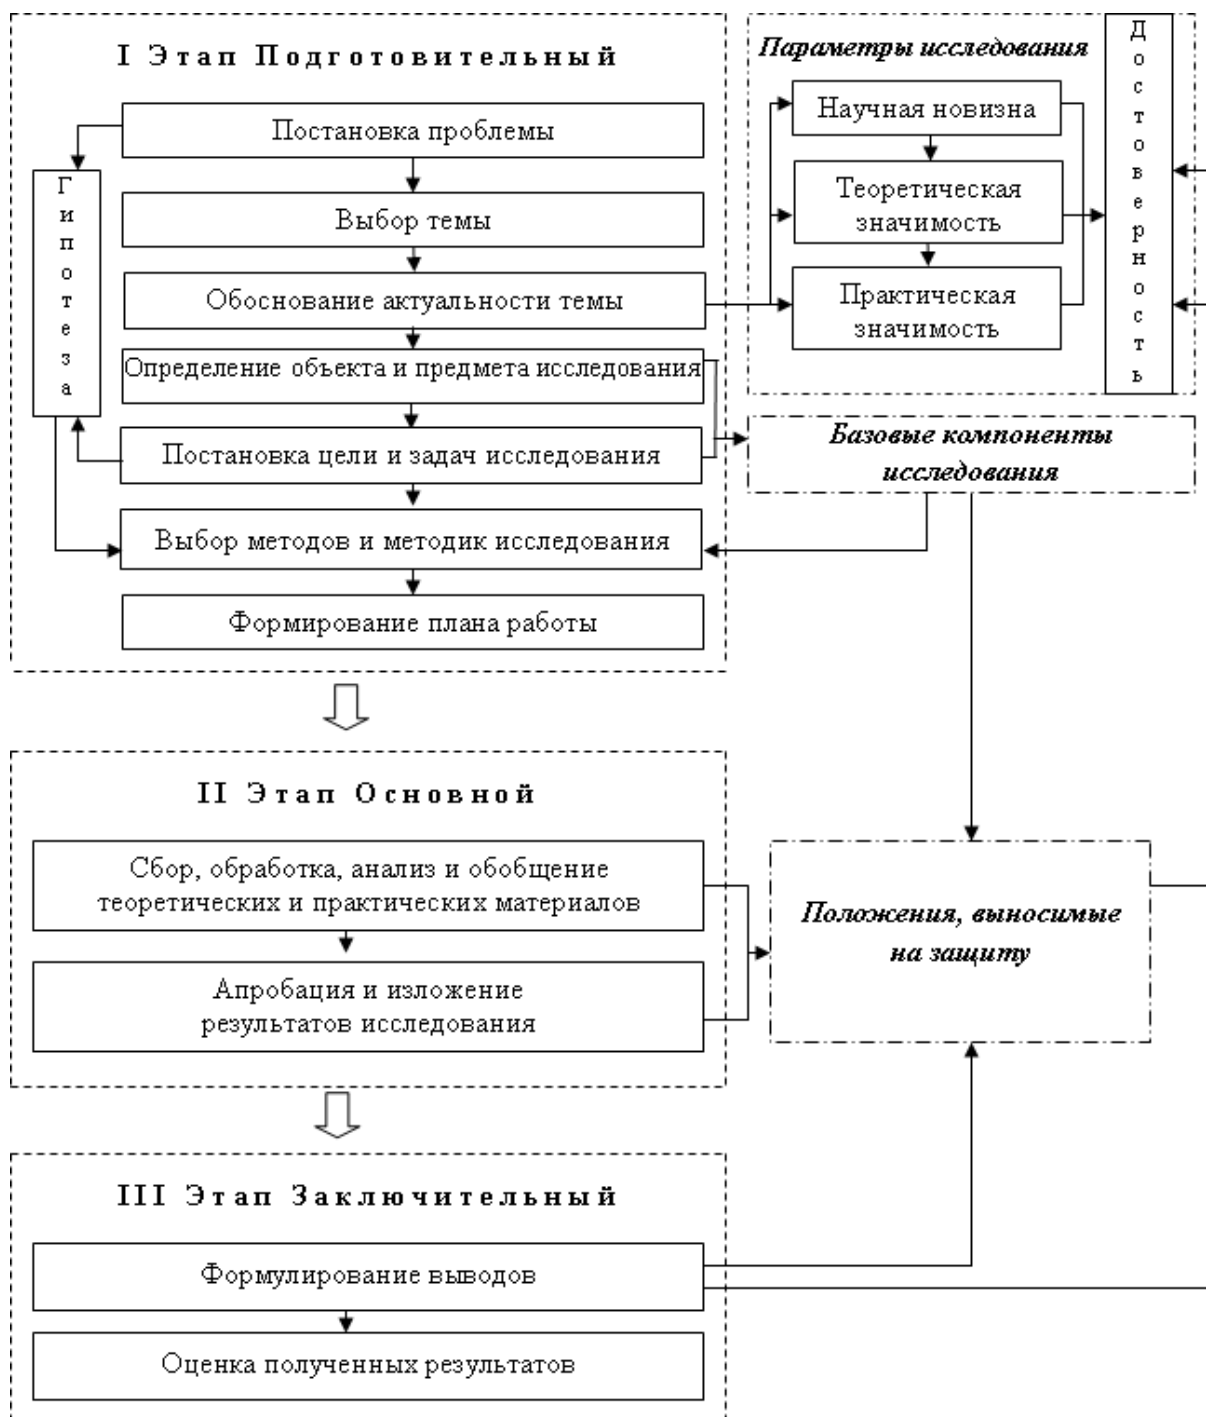 I Этап Подготовительный
Постановка проблемы
Гипотеза
Выбор темы
Обоснование актуальности темы
Определение объекта и предмета исследования
Постановка цели и задач исследования
Выбор методов и методик исследования
Формирование плана работы
Параметры исследования
Научная новизна
Теоретическая
значимость
Практическая
значимость
Достоверность
Базовые компоненты
исследования
II Этап Основной
Сбор, обработка, анализ и обобщение
теоретических и практических материалов
Апробация и изложение
результатов исследования
Положения, выносимые
на защиту
III Этап Заключительный
Формулирование выводов
Оценка полученных результатов